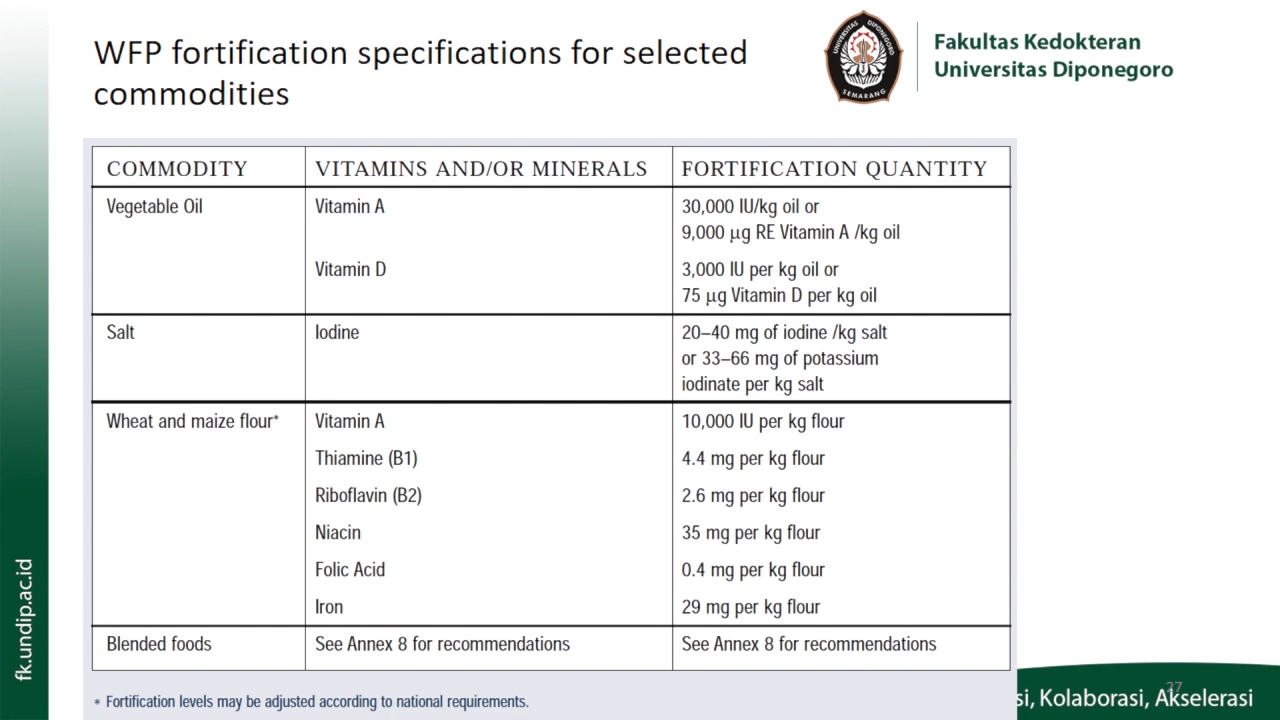 WFP fortification specifications for selected
commodities
UNIVERSITAS DIPONEGORO
SEMARANG
Fakultas Kedokteran
Universitas Diponegoro
COMMODITY VITAMINS AND/OR MINERALS FORTIFICATION QUANTITY
Vegetable Oil Vitamin A 30,000 IU/kg oil or
9,000 µg RE Vitamin A /kg oil
Vitamin D 3,000 IU per kg oil or
75 µg Vitamin D per kg oil
Salt Iodine 20–40 mg of iodine /kg salt
or 33–66 mg of potassium
iodinate per kg salt
Wheat and maize flour* Vitamin A 10,000 IU per kg flour
Thiamine (B1) 4.4 mg per kg flour
Riboflavin (B2) 2.6 mg per kg flour
Niacin 35 mg per kg flour
Folic Acid 0.4 mg per kg flour
Iron 29 mg per kg flour
Blended foods See Annex 8 for recommendations See Annex 8 for recommendations
* Fortification levels may be adjusted according to national requirements.
fk.undip.ac.id
27
si, Kolaborasi, Akselerasi